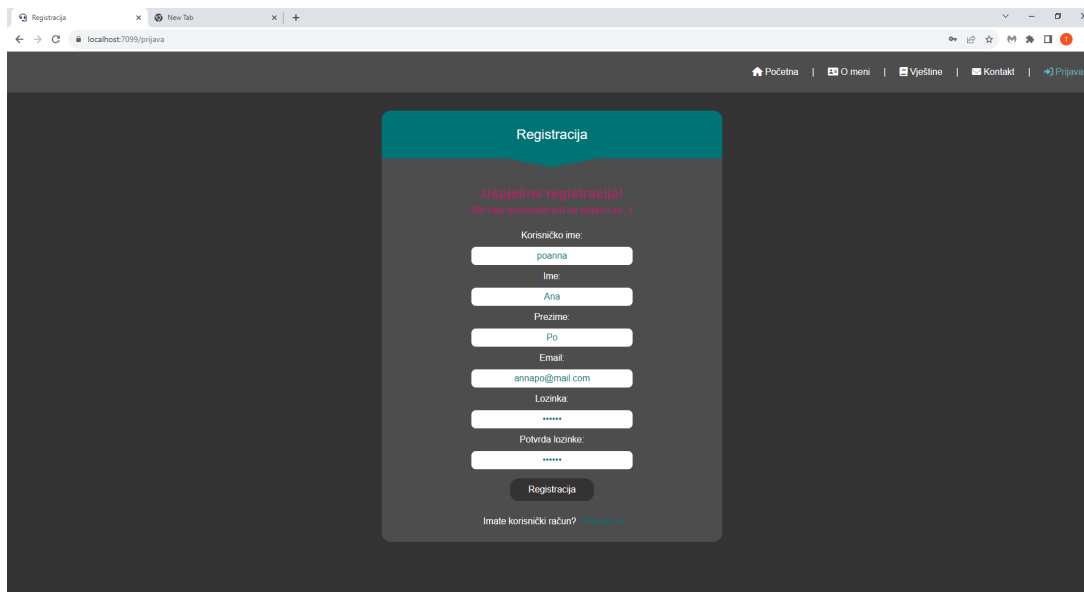 Registracija
New Tab
localhost:7099/prijava
Početna | O meni | Vještine | Kontakt | Prijava
Registracija
Uspješna registracija!
Korisničko ime:
poanna
Ime:
Ana
Prezime:
Po
Email:
annapo@mail.com
Lozinka:
••••••
Potvrda lozinke:
••••••
Registracija
Imate korisnički račun?